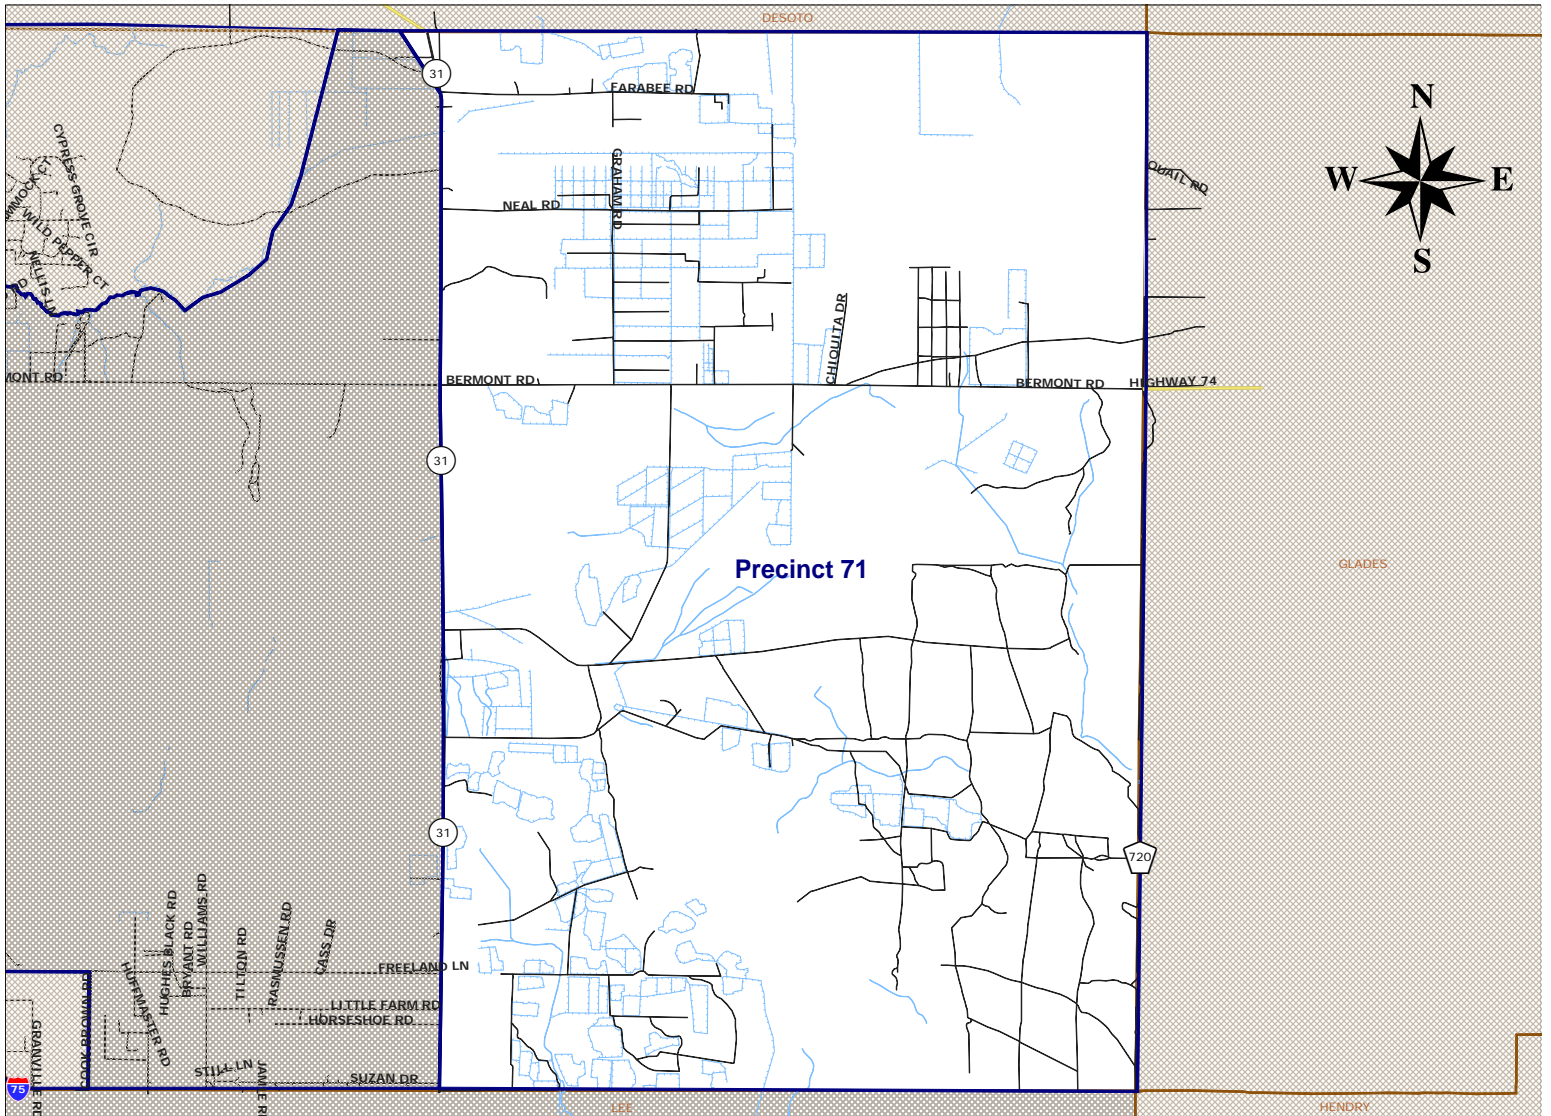 DESOTO
31
FARABEE RD
N
W
E
S
QUAIL RD
CYPRESS GROVE CIR
WILD PEPPER CT
NELLIS LN
GRAHAM RD
NEAL RD
CHIQUITA DR
MONT RD
BERMONT RD
BERMONT RD
HIGHWAY 74
31
Precinct 71
GLADES
31
720
HUGHES BLACK RD
BRYANT RD
WILLIAMS RD
TILTON RD
RASMUSSEN RD
CASS DR
FREELAND LN
HUFFMASTER RD
COOK BROWN RD
LITTLE FARM RD
HORSESHOE RD
GRANVILLE RD
STILL LN
SUZAN DR
75
LEE
HENDRY